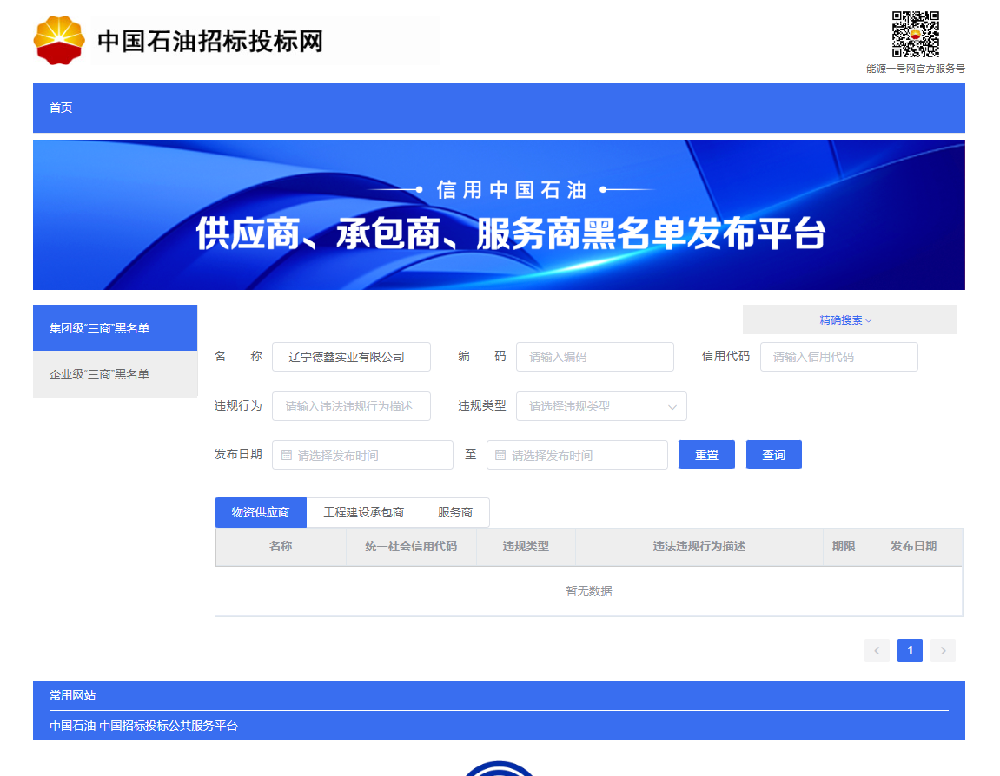 中国石油招标投标网
能源一号网官方服务号
首页
信用中国石油
供应商、承包商、服务商黑名单发布平台
集团级“三商”黑名单
企业级“三商”黑名单
精确搜索
名 称 辽宁德鑫实业有限公司 编 码 请输入编码 信用代码 请输入信用代码
违规行为 请输入违法违规行为描述 违规类型 请选择违规类型
发布日期 请选择发布时间 至 请选择发布时间 重置 查询
物资供应商 工程建设承包商 服务商
名称 统一社会信用代码 违规类型 违法违规行为描述 期限 发布日期
暂无数据
1
常用网站
中国石油 中国招标投标公共服务平台